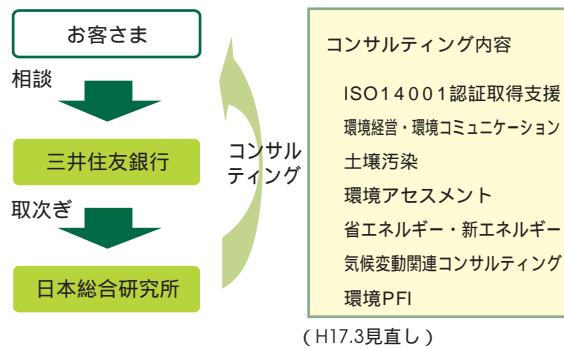 お客さま
相談
三井住友銀行
取次ぎ
日本総合研究所
コンサル
ティング
コンサルティング内容
ISO14001認証取得支援
環境経営・環境コミュニケーション
土壌汚染
環境アセスメント
省エネルギー・新エネルギー
気候変動関連コンサルティング
環境PFI
（H17.3見直し）